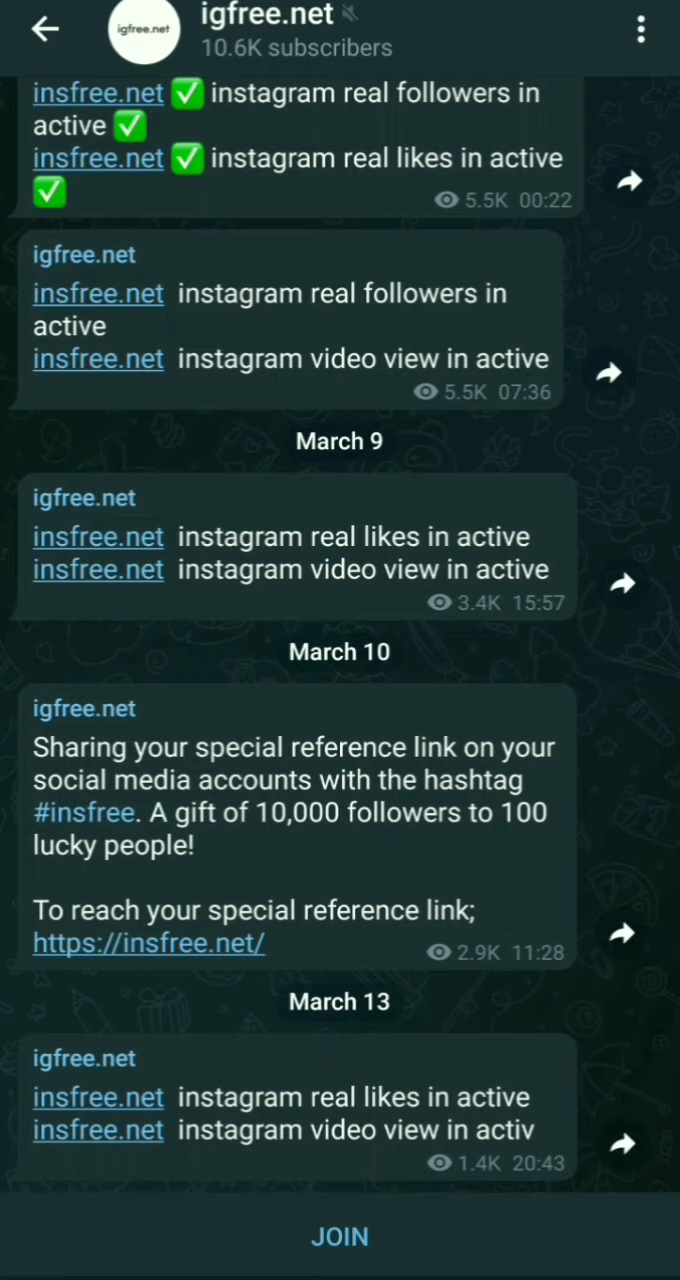 igfree.net
igfree.net
10.6K subscribers
insfree.net ✅ instagram real followers in
active ✅
insfree.net ✅ instagram real likes in active
✅
5.5K 00:22
igfree.net
insfree.net instagram real followers in
active
insfree.net instagram video view in active
5.5K 07:36
March 9
igfree.net
insfree.net instagram real likes in active
insfree.net instagram video view in active
3.4K 15:57
March 10
igfree.net
Sharing your special reference link on your
social media accounts with the hashtag
#insfree. A gift of 10,000 followers to 100
lucky people!
To reach your special reference link;
https://insfree.net/
2.9K 11:28
March 13
igfree.net
insfree.net instagram real likes in active
insfree.net instagram video view in activ
1.4K 20:43
JOIN